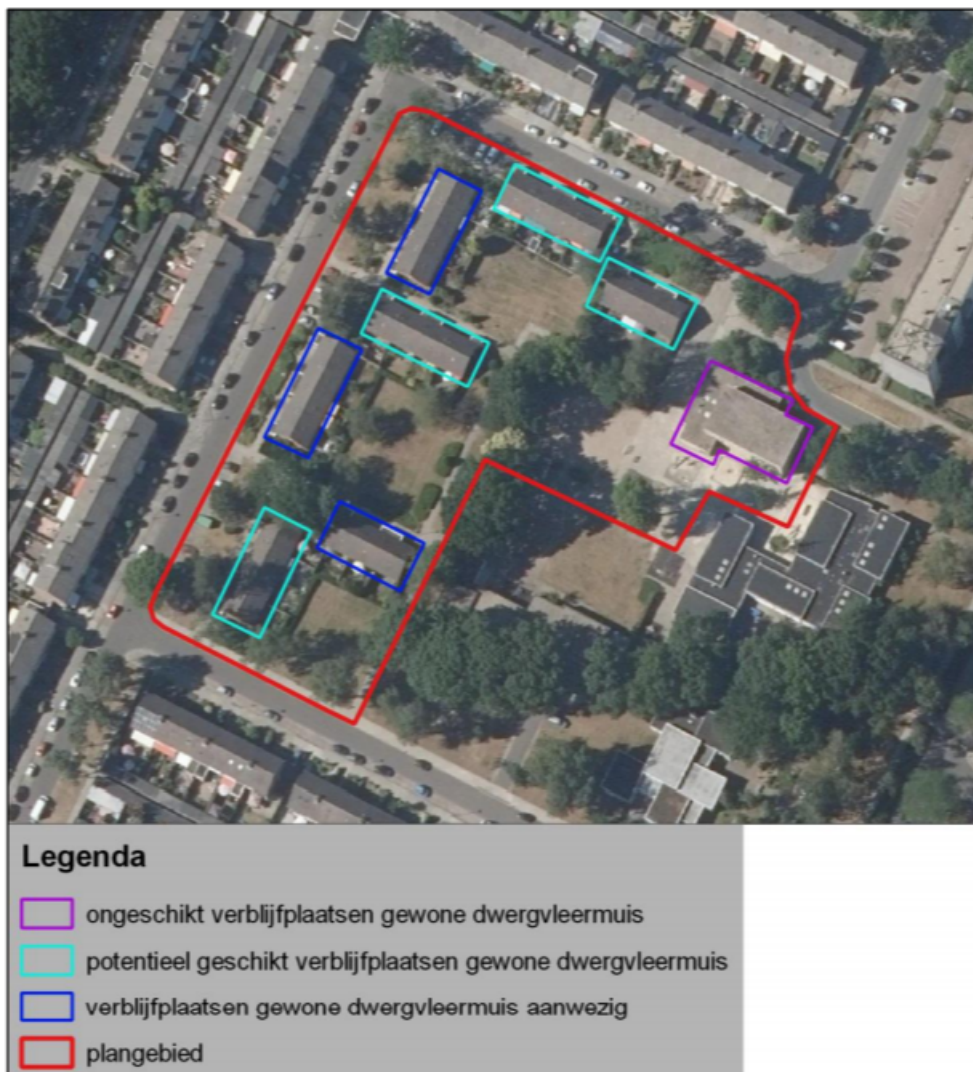 Legenda
ongeschikt verblijfplaatsen gewone dwergvleermuis
potentieel geschikt verblijfplaatsen gewone dwergvleermuis
verblijfplaatsen gewone dwergvleermuis aanwezig
plangebied